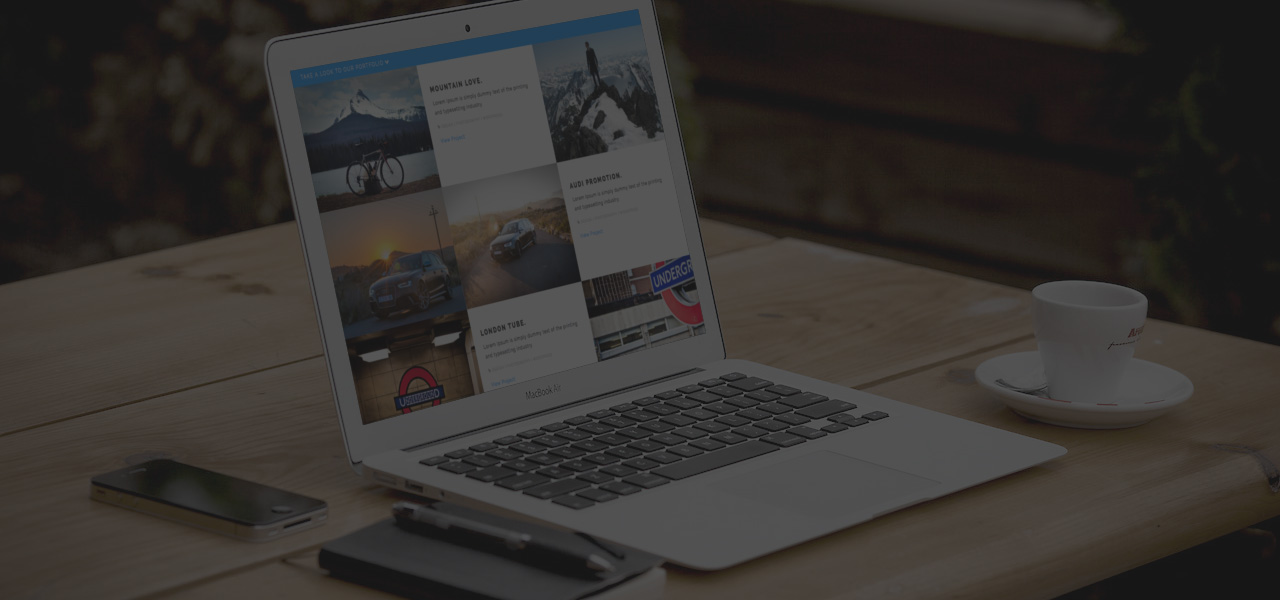 TAKE A LOOK TO OUR PORTFOLIO
MOUNTAIN LOVE.
Lorem Ipsum is simply dummy text of the printing
and typesetting industry.
View Project
AUDI PROMOTION.
Lorem Ipsum is simply dummy text of the printing
and typesetting industry.
View Project
UNDERGR
LONDON TUBE.
Lorem Ipsum is simply dummy text of the printing
and typesetting industry.
View Project
UNDERGROUND
MacBook Air